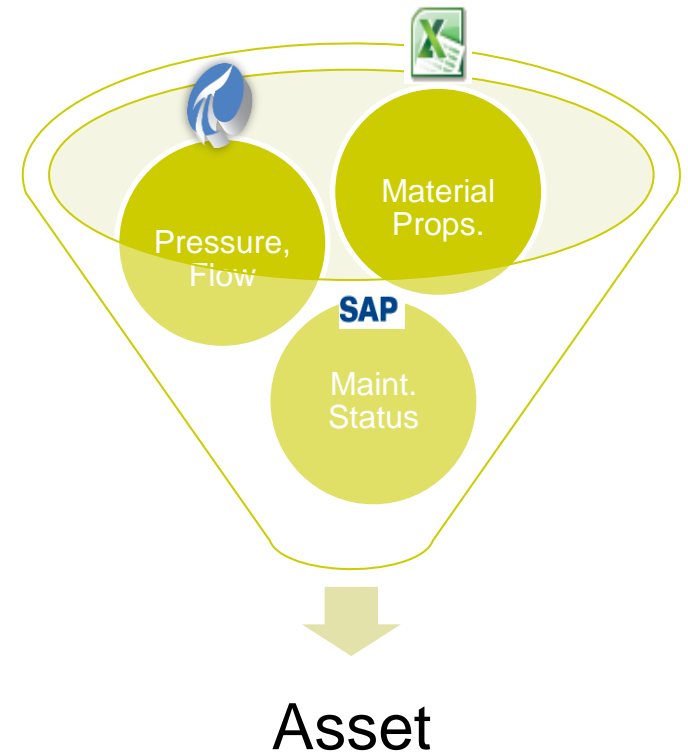 Material
Props.
Pressure,
Flow
SAP
Maint.
Status
Asset